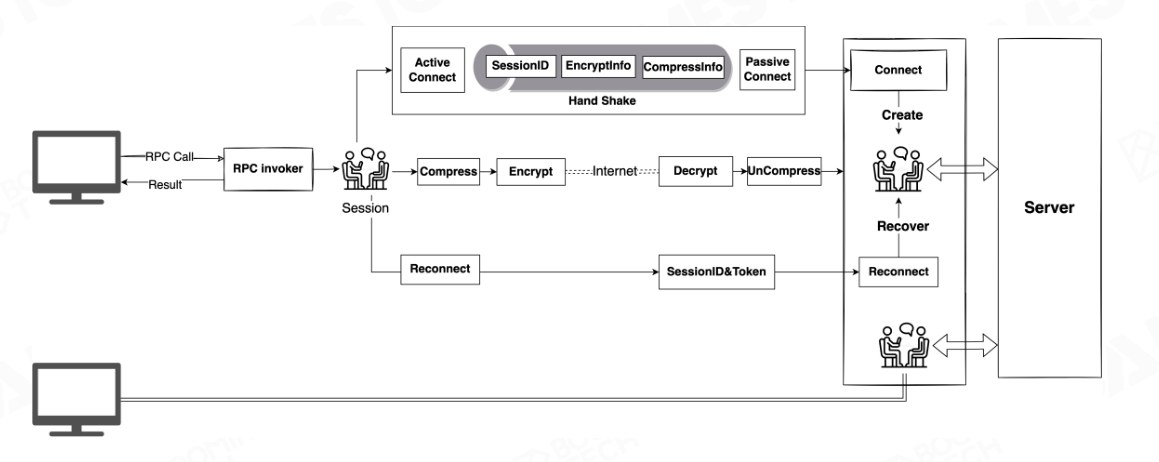 Active
Connect
SessionID
EncryptInfo
CompressInfo
Passive
Connect
Hand Shake
Connect
Create
RPC Call
Result
RPC invoker
Session
Compress
Encrypt
Internet
Decrypt
UnCompress
Server
Recover
Reconnect
SessionID&Token
Reconnect